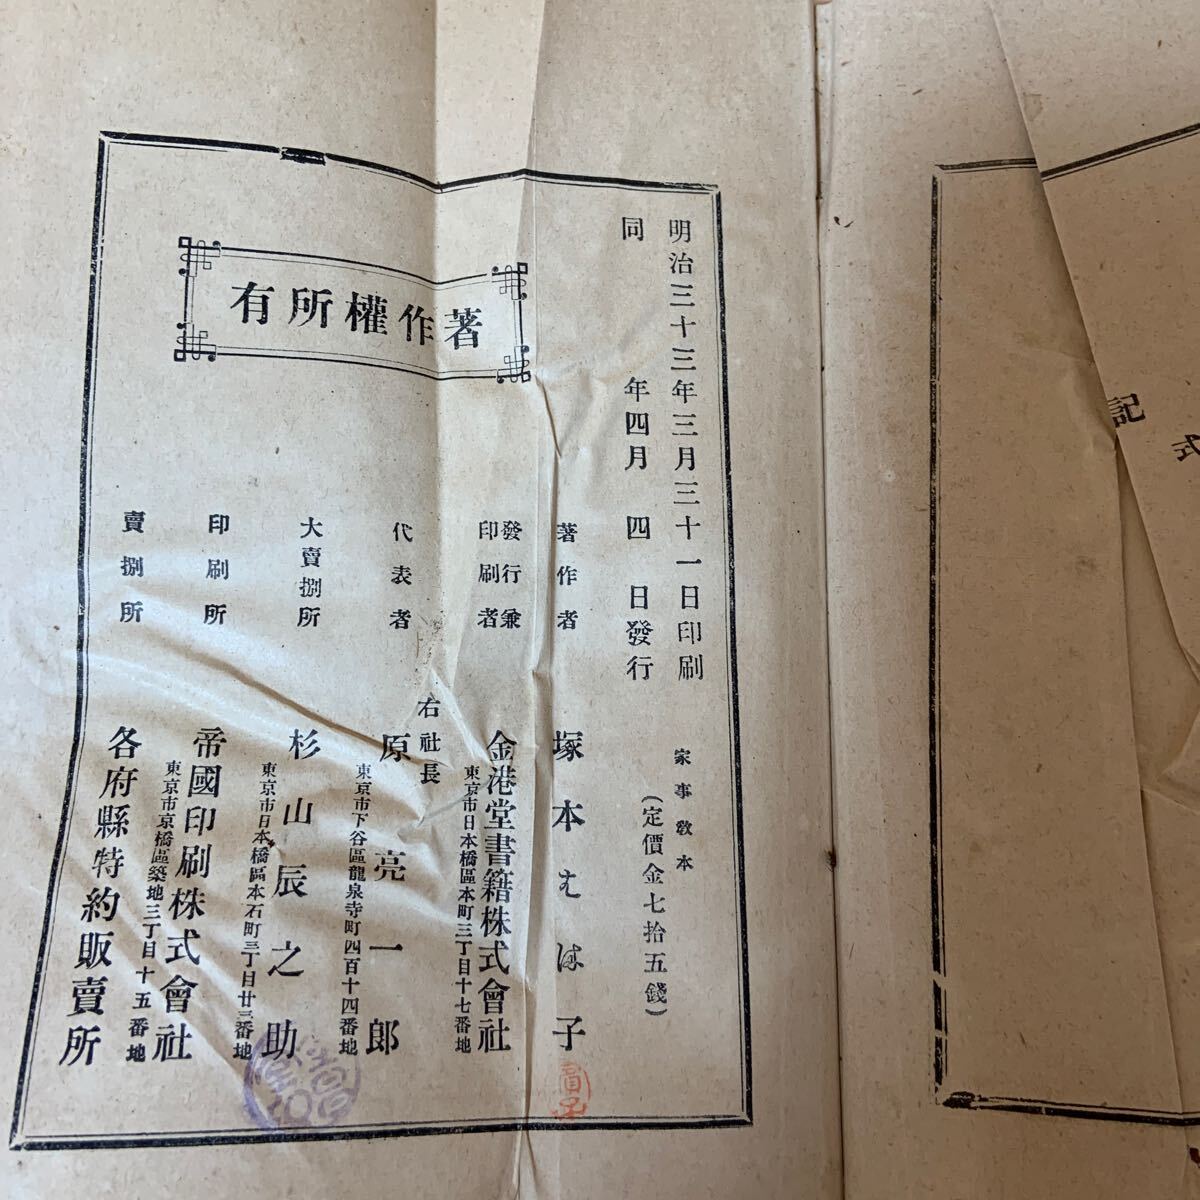 明治三十三年三月三十一日印刷
同年四月四日發行
家事敎本
(定價金七拾五錢)
著作權所有
著作者
塚本はま子
發行兼
印刷者
金港堂書籍株式會社
東京市日本橋區本町三丁目十七番地
右社長
代表者
原亮一郎
東京市下谷區龍泉寺町四百十四番地
大賣捌所
杉山辰之助
東京市日本橋區本石町三丁目廿三番地
印刷所
帝國印刷株式會社
東京市京橋區築地三丁目十五番地
賣捌所
各府縣特約販賣所
記
式